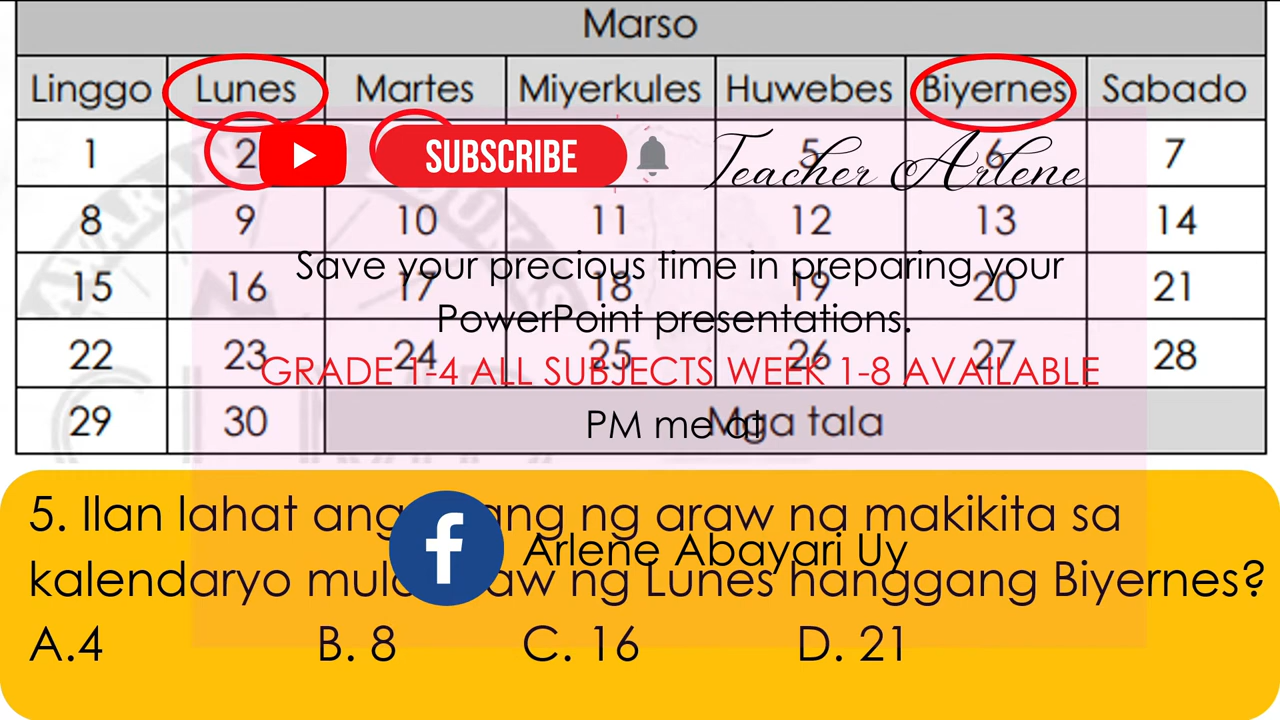 Marso
Linggo Lunes Martes Miyerkules Huwebes Biyernes Sabado
1 2 SUBSCRIBE Teacher Arlene 5 6 7
8 9 10 11 12 13 14
Save your precious time in preparing your
15 16 17 18 19 20 21
PowerPoint presentations.
22 23 24 25 26 27 28
GRADE 1-4 ALL SUBJECTS WEEK 1-8 AVAILABLE
29 30 Mga tala
PM me at
5. Ilan lahat ang ng araw na makikita sa
f Arlene Abayari Uy
kalendaryo ng Lunes hanggang Biyernes?
A.4 B. 8 C. 16 D. 21